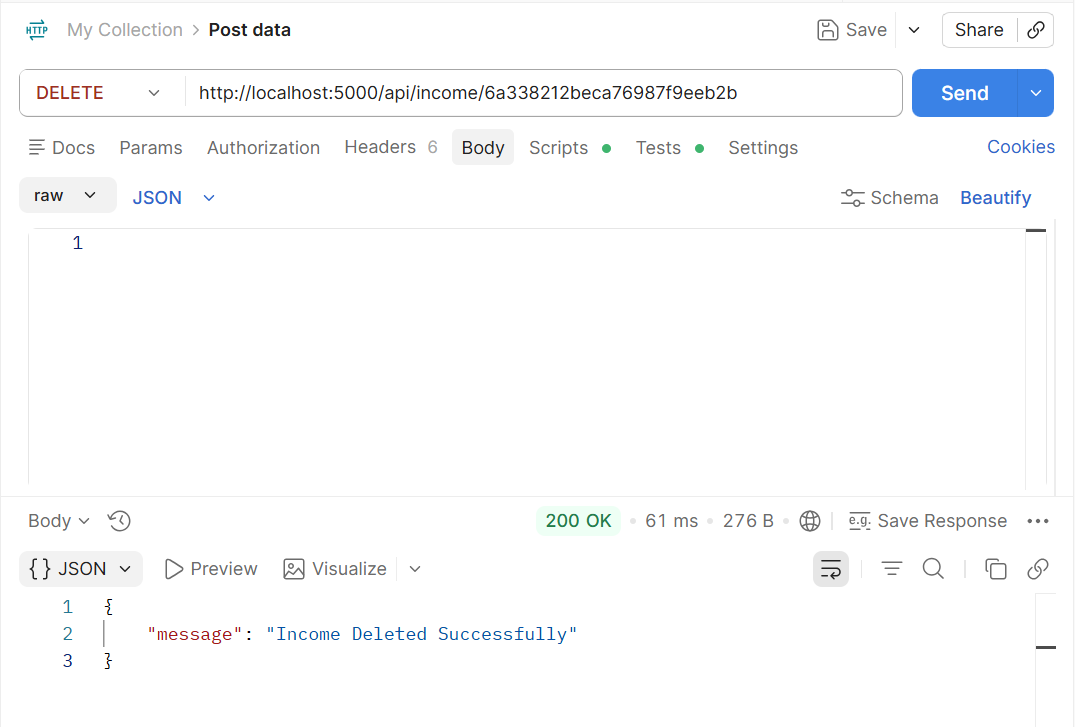 HTTP My Collection > Post data Save Share
DELETE http://localhost:5000/api/income/6a338212beca76987f9eeb2b Send
Docs Params Authorization Headers 6 Body Scripts Tests Settings Cookies
raw JSON Schema Beautify
1
Body 200 OK • 61 ms • 276 B • e.g. Save Response
{} JSON Preview Visualize
1 {
2 "message": "Income Deleted Successfully"
3 }